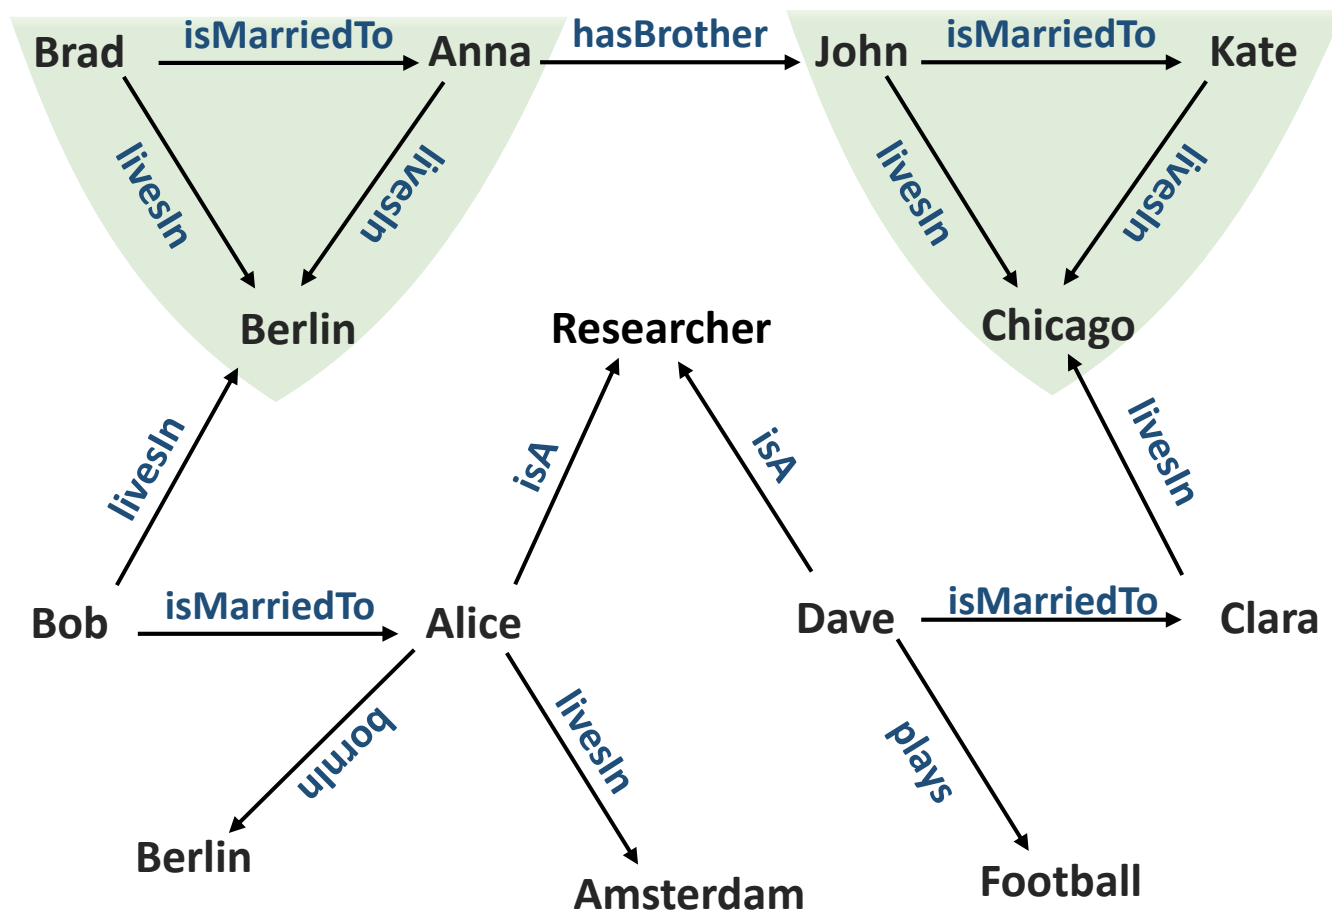 Brad
isMarriedTo
Anna
hasBrother
John
isMarriedTo
Kate
livesIn
livesIn
livesIn
livesIn
Berlin
Researcher
Chicago
livesIn
isA
isA
livesIn
Bob
isMarriedTo
Alice
Dave
isMarriedTo
Clara
bornIn
livesIn
plays
Berlin
Amsterdam
Football